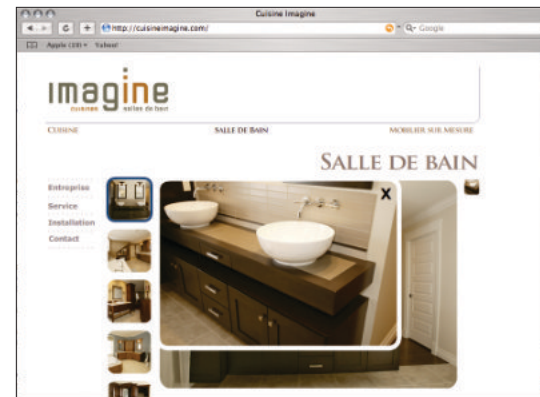 Cuisine Imagine
http://cuisineimagine.com/
Google
Apple (10) Yahoo!
imagine
cuisines salles de bain
CUISINE SALLE DE BAIN MOBILIER SUR MESURE
SALLE DE BAIN
Entreprise
Service
Installation
Contact
X